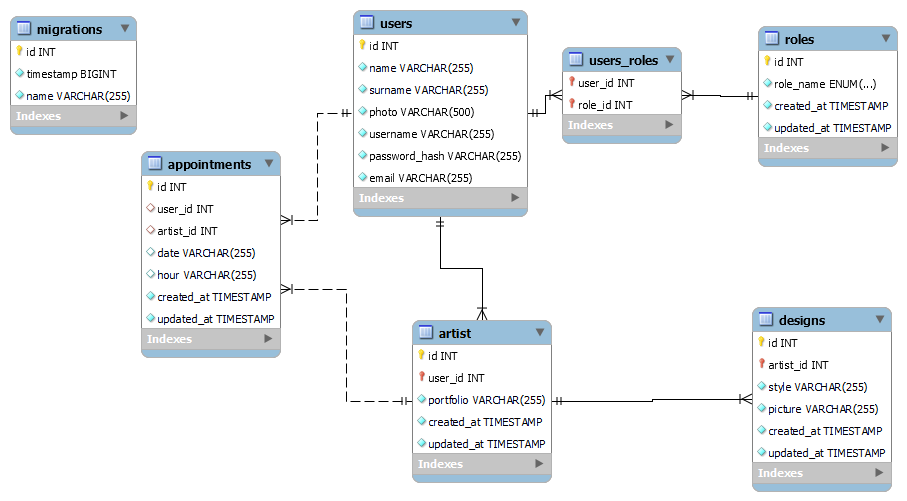 migrations
id INT
timestamp BIGINT
name VARCHAR(255)
Indexes
users
id INT
name VARCHAR(255)
surname VARCHAR(255)
photo VARCHAR(500)
username VARCHAR(255)
password_hash VARCHAR(255)
email VARCHAR(255)
Indexes
users_roles
user_id INT
role_id INT
Indexes
roles
id INT
role_name ENUM(...)
created_at TIMESTAMP
updated_at TIMESTAMP
Indexes
appointments
id INT
user_id INT
artist_id INT
date VARCHAR(255)
hour VARCHAR(255)
created_at TIMESTAMP
updated_at TIMESTAMP
Indexes
artist
id INT
user_id INT
portfolio VARCHAR(255)
created_at TIMESTAMP
updated_at TIMESTAMP
Indexes
designs
id INT
artist_id INT
style VARCHAR(255)
picture VARCHAR(255)
created_at TIMESTAMP
updated_at TIMESTAMP
Indexes